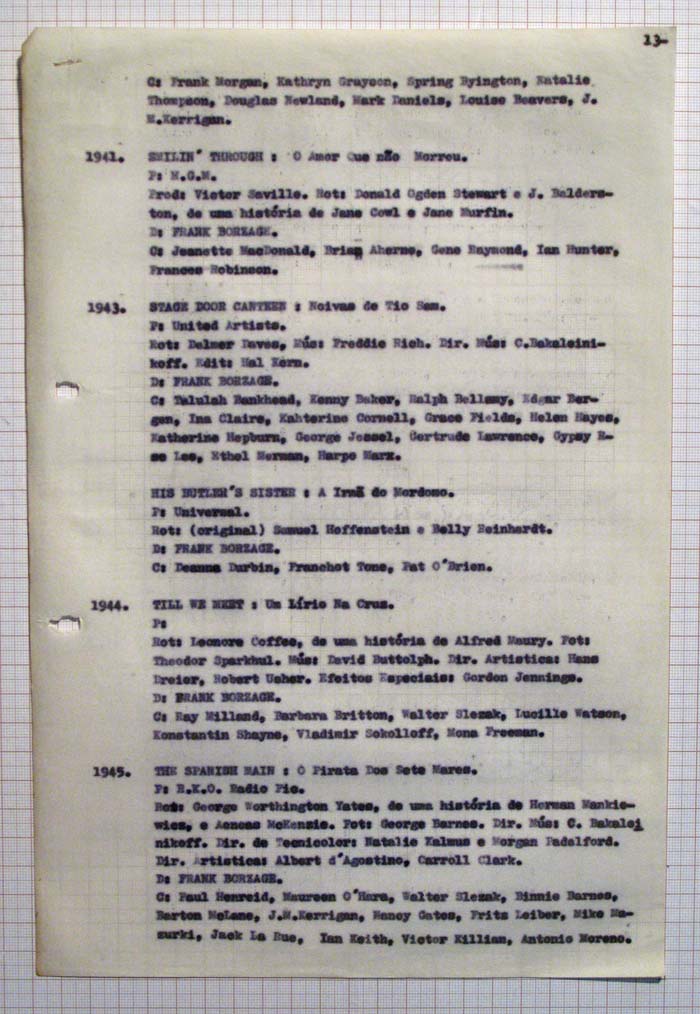 13-
C: Frank Morgan, Kathryn Grayson, Spring Byington, Natalie
Thompson, Douglas Newland, Mark Daniels, Louise Beavers, J.
M.Kerrigan.
1941. SMILIN' THROUGH : O Amor Que não Morreu.
P: M.G.M.
Prod: Victor Saville. Rot: Donald Ogden Stewart e J. Balders-
ton, de uma história de Jane Cowl e Jane Murfin.
D: FRANK BORZAGE.
C: Jeanette MacDonald, Brian Aherne, Gene Raymond, Ian Hunter,
Frances Robinson.
1943. STAGE DOOR CANTEEN : Noivas de Tio Sam.
P: United Artists.
Rot: Delmer Daves, Mús: Freddie Rich. Dir. Mús: C.Bakaleini-
koff. Edit: Hal Kern.
D: FRANK BORZAGE.
C: Talulah Bankhead, Kenny Baker, Ralph Bellamy, Edgar Ber-
gen, Ina Claire, Kahterine Cornell, Grace Fields, Helen Hayes,
Katherine Hepburn, George Jessel, Gertrude Lawrence, Gypsy R-
se Lee, Ethel Merman, Harpo Marx.
HIS BUTLER'S SISTER : A Irmã do Mordomo.
P: Universal.
Rot: (original) Samuel Hoffenstein e Belly Reinhardt.
D: FRANK BORZAGE.
C: Deanna Durbin, Franchot Tone, Pat O'Brien.
1944. TILL WE MEET : Um Lírio Na Cruz.
P:
Rot: Leonore Coffee, de uma história de Alfred Maury. Fot:
Theodor Sparkhul. Mús: David Buttolph. Dir. Artistica: Hans
Dreier, Robert Usher. Efeitos Especiais: Gordon Jennings.
D: FRANK BORZAGE.
C: Ray Milland, Barbara Britton, Walter Slezak, Lucille Watson,
Konstantin Shayne, Vladimir Sokolloff, Mona Freeman.
1945. THE SPANISH MAIN : O Pirata Dos Sete Mares.
P: R.K.O. Radio Pic.
Rot: George Worthington Yates, de uma história de Herman Mankie-
wicz, e Aeneas McKenzie. Fot: George Barnes. Dir. Mús: C. Bakalei
nikoff. Dir. de Tecnicolor: Natalie Kalmus e Morgan Padelford.
Dir. Artistica: Albert d'Agostino, Carroll Clark.
D: FRANK BORZAGE.
C: Paul Henreid, Maureen O'Hara, Walter Slezak, Binnie Barnes,
Barton McLane, J.M.Kerrigan, Nancy Gates, Fritz Leiber, Mike Ma-
zurki, Jack La Rue, Ian Keith, Victor Killian, Antonio Moreno.